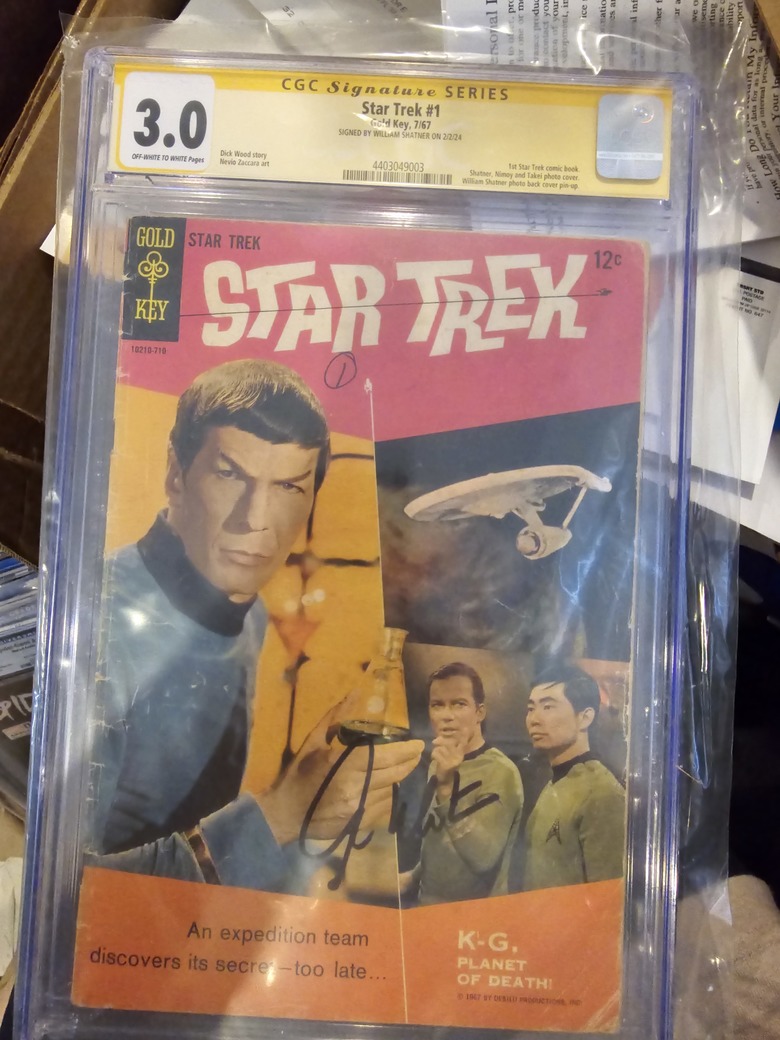 CGC Signature SERIES
3.0
OFF-WHITE TO WHITE Pages
Star Trek #1
Gold Key, 7/67
SIGNED BY WILLIAM SHATNER ON 2/2/24
Dick Wood story
Nevio Zaccara art
4403049003
1st Star Trek comic book.
Shatner, Nimoy and Takei photo cover.
William Shatner photo back cover pin-up.
GOLD
KEY
STAR TREK
12c
STAR TREK
10210-710
1
An expedition team
discovers its secret—too late...
K-G,
PLANET
OF DEATH!
© 1967 BY DESILU PRODUCTIONS, INC.